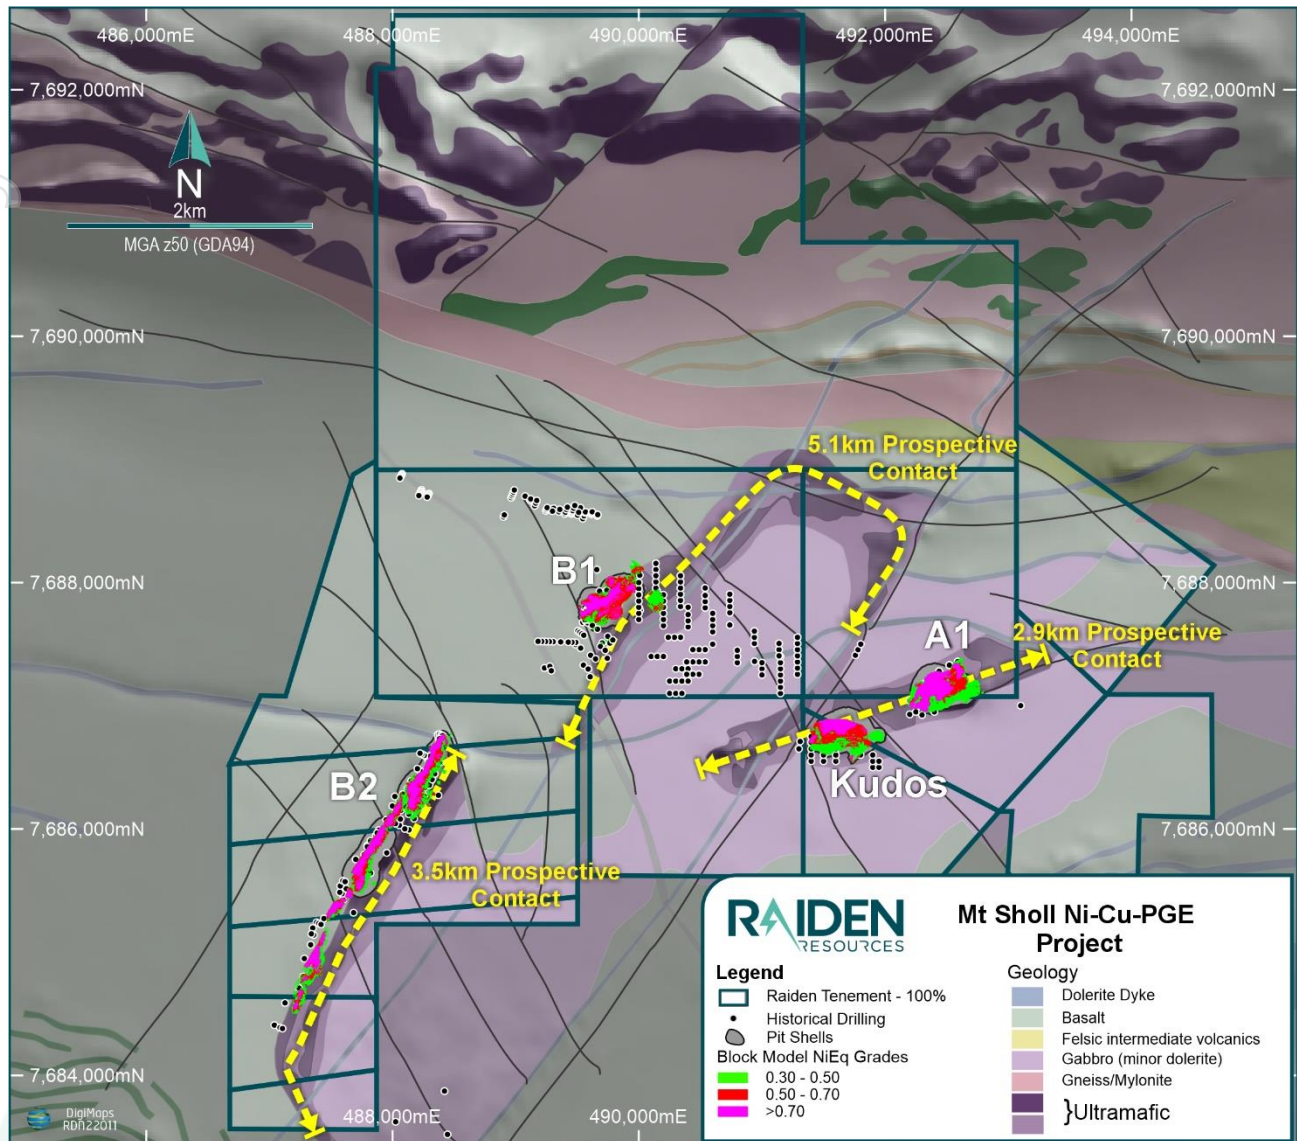 486,000mE
488,000mE
490,000mE
492,000mE
494,000mE
7,692,000mN
7,692,000mN
N
2km
MGA z50 (GDA94)
7,690,000mN
7,690,000mN
5.1km Prospective
Contact
B1
7,688,000mN
7,688,000mN
A1
2.9km Prospective
Contact
B2
Kudos
7,686,000mN
7,686,000mN
3.5km Prospective
Contact
7,684,000mN
488,000mE
490,000mE
DigiMaps
RDN22011
RAIDEN
RESOURCES
Mt Sholl Ni-Cu-PGE
Project
Legend
Raiden Tenement - 100%
Historical Drilling
Pit Shells
Block Model NiEq Grades
0.30 - 0.50
0.50 - 0.70
>0.70
Geology
Dolerite Dyke
Basalt
Felsic intermediate volcanics
Gabbro (minor dolerite)
Gneiss/Mylonite
}Ultramafic